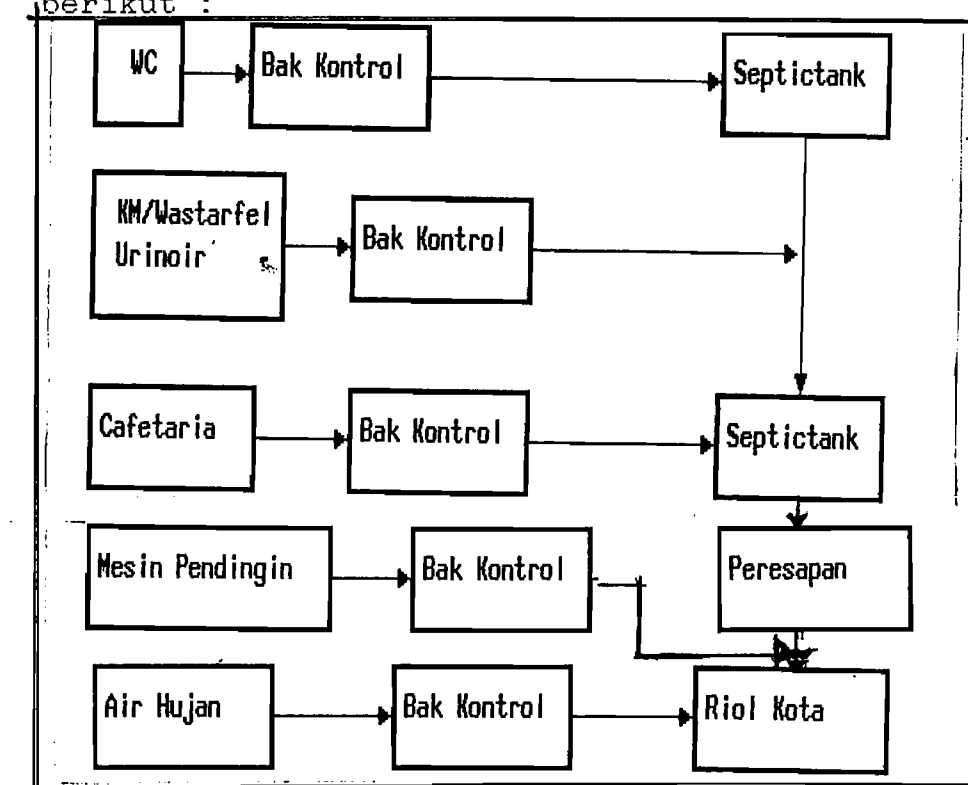 berikut :
WC
Bak Kontrol
Septictank
KM/Wastarfel
Urinoir
Bak Kontrol
Cafetaria
Bak Kontrol
Septictank
Mesin Pendingin
Bak Kontrol
Peresapan
Air Hujan
Bak Kontrol
Riol Kota